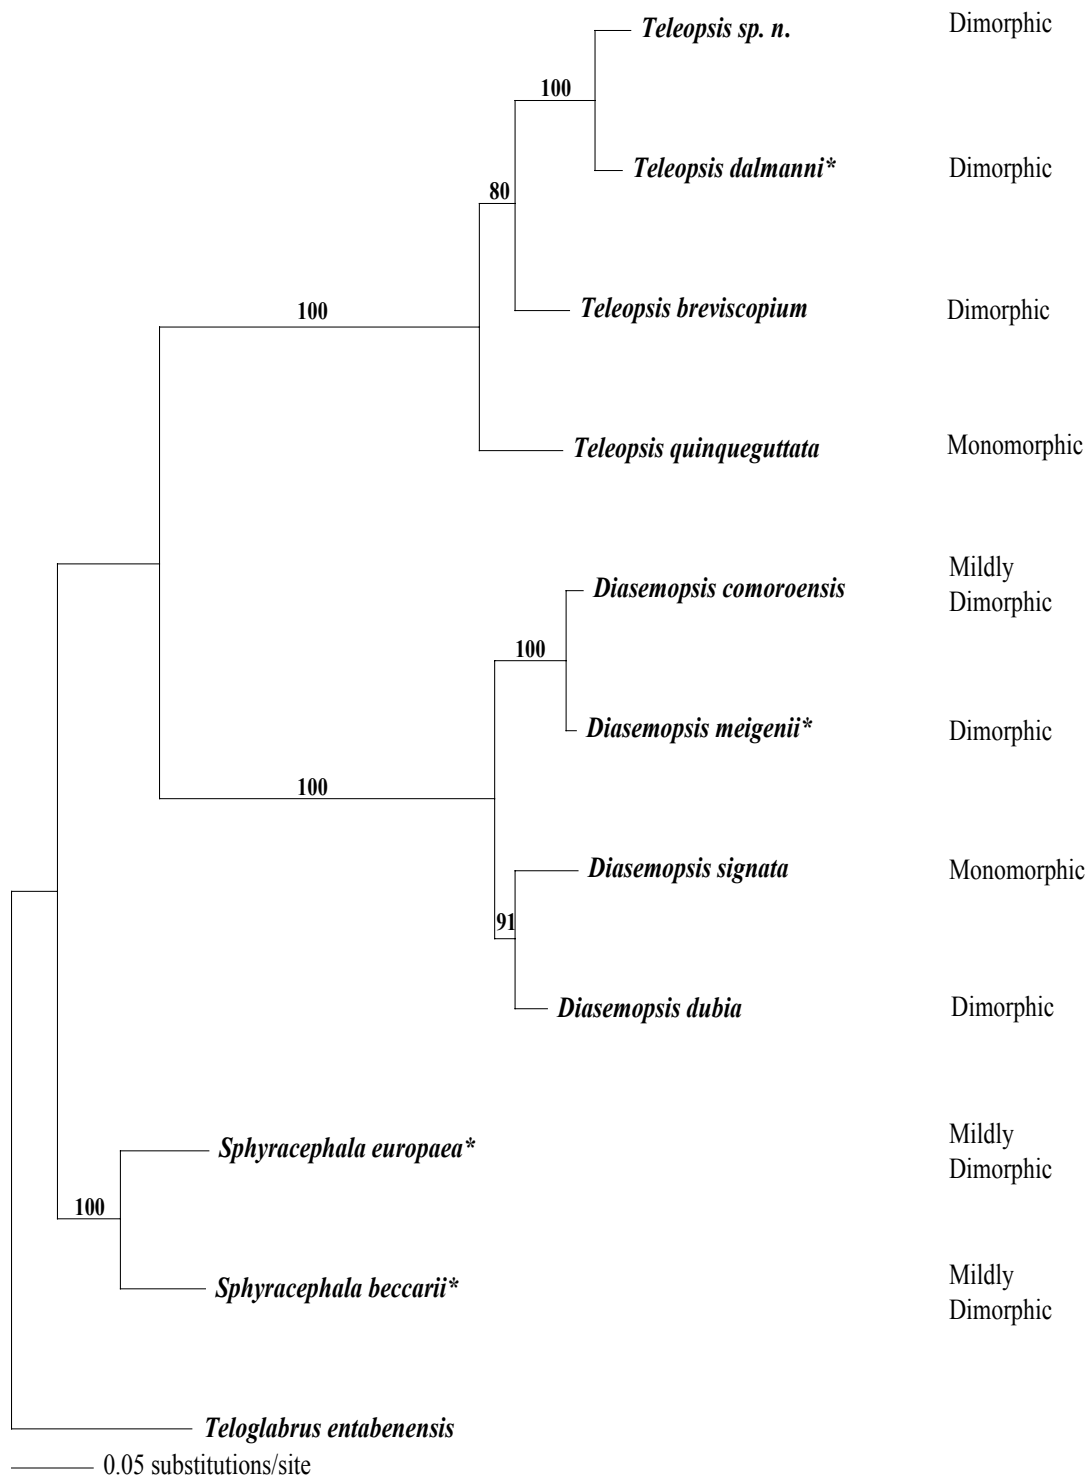 Teleopsis sp. n. Dimorphic
100
Teleopsis dalmanni* Dimorphic
80
Teleopsis breviscopium Dimorphic
100
Teleopsis quinqueguttata Monomorphic
Diasemopsis comoroensis Mildly
Dimorphic
100
Diasemopsis meigenii* Dimorphic
100
Diasemopsis signata Monomorphic
91
Diasemopsis dubia Dimorphic
Sphyracephala europaea* Mildly
Dimorphic
100
Sphyracephala beccarii* Mildly
Dimorphic
Teloglabrus entabenensis
0.05 substitutions/site